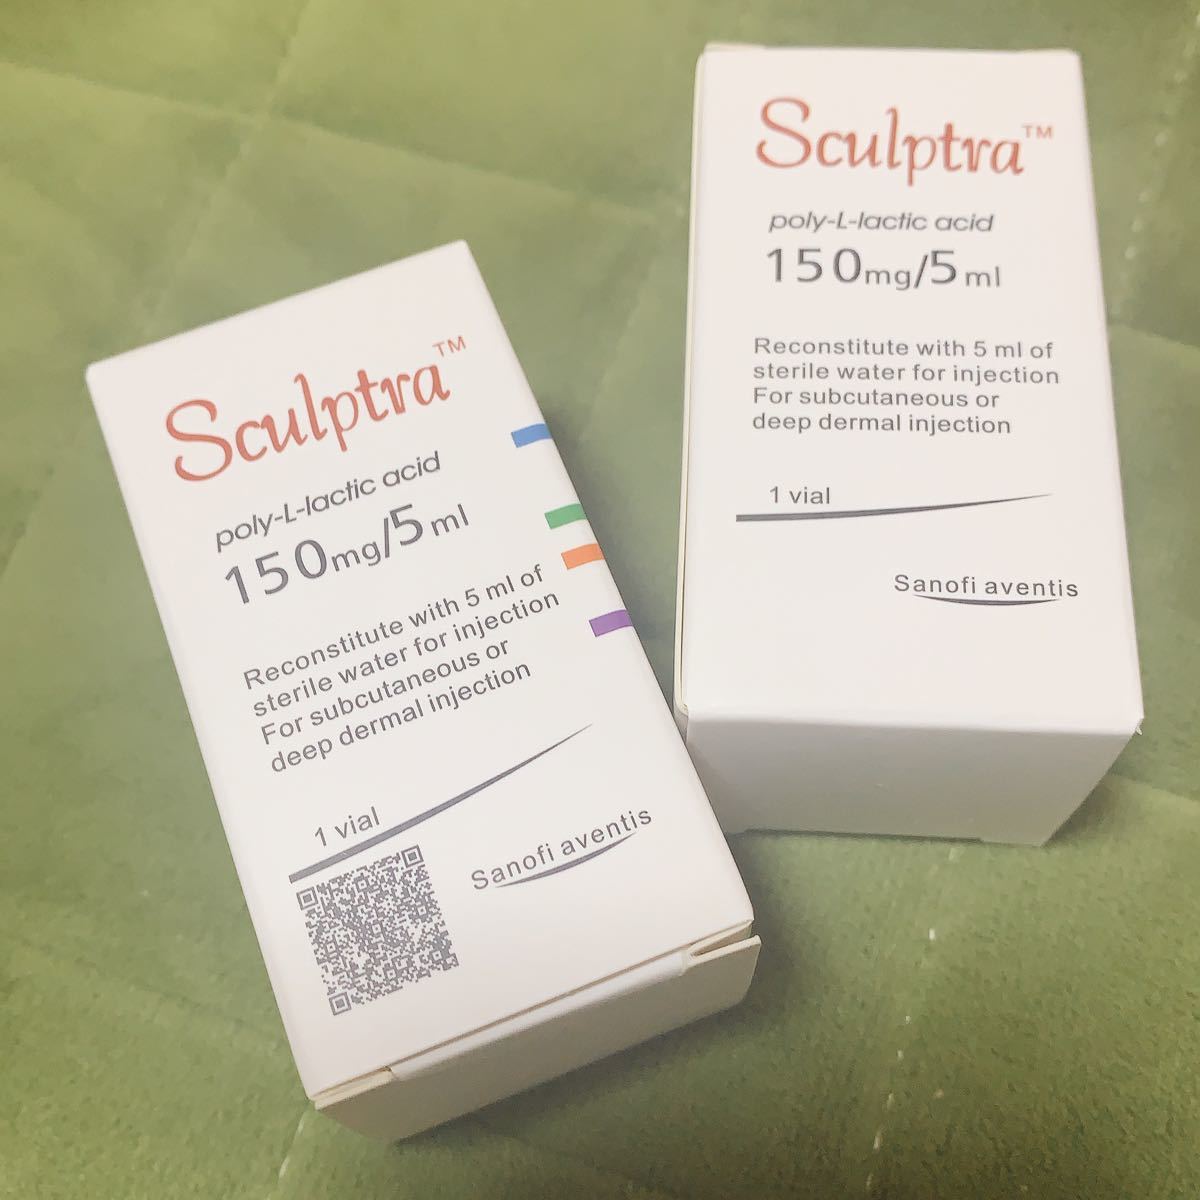 Sculptra™
poly-L-lactic acid
150mg/5ml
Reconstitute with 5 ml of
sterile water for injection
For subcutaneous or
deep dermal injection
1 vial
Sanofi aventis
Sculptra™
poly-L-lactic acid
150mg/5ml
Reconstitute with 5 ml of
sterile water for injection
For subcutaneous or
deep dermal injection
1 vial
Sanofi aventis